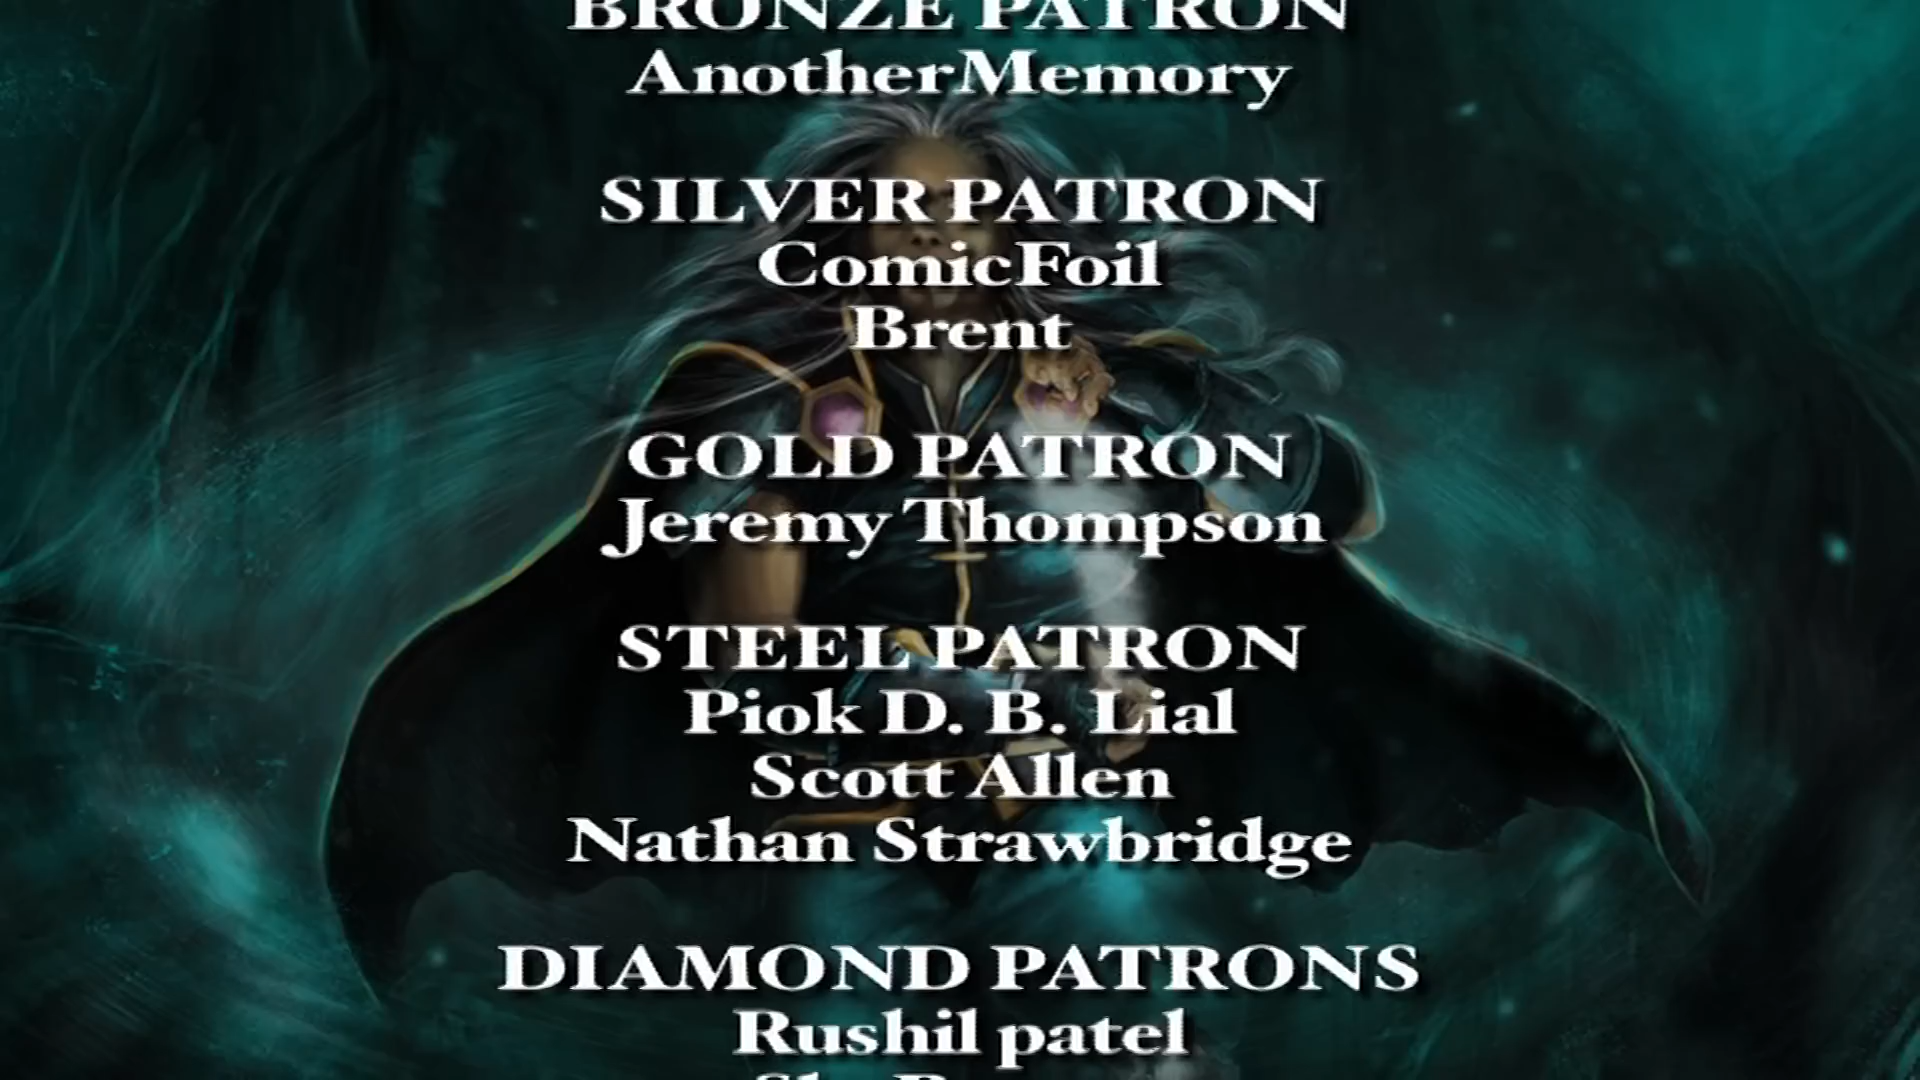 BRONZE PATRON
AnotherMemory
SILVER PATRON
ComicFoil
Brent
GOLD PATRON
Jeremy Thompson
STEEL PATRON
Piok D. B. Lial
Scott Allen
Nathan Strawbridge
DIAMOND PATRONS
Rushil patel